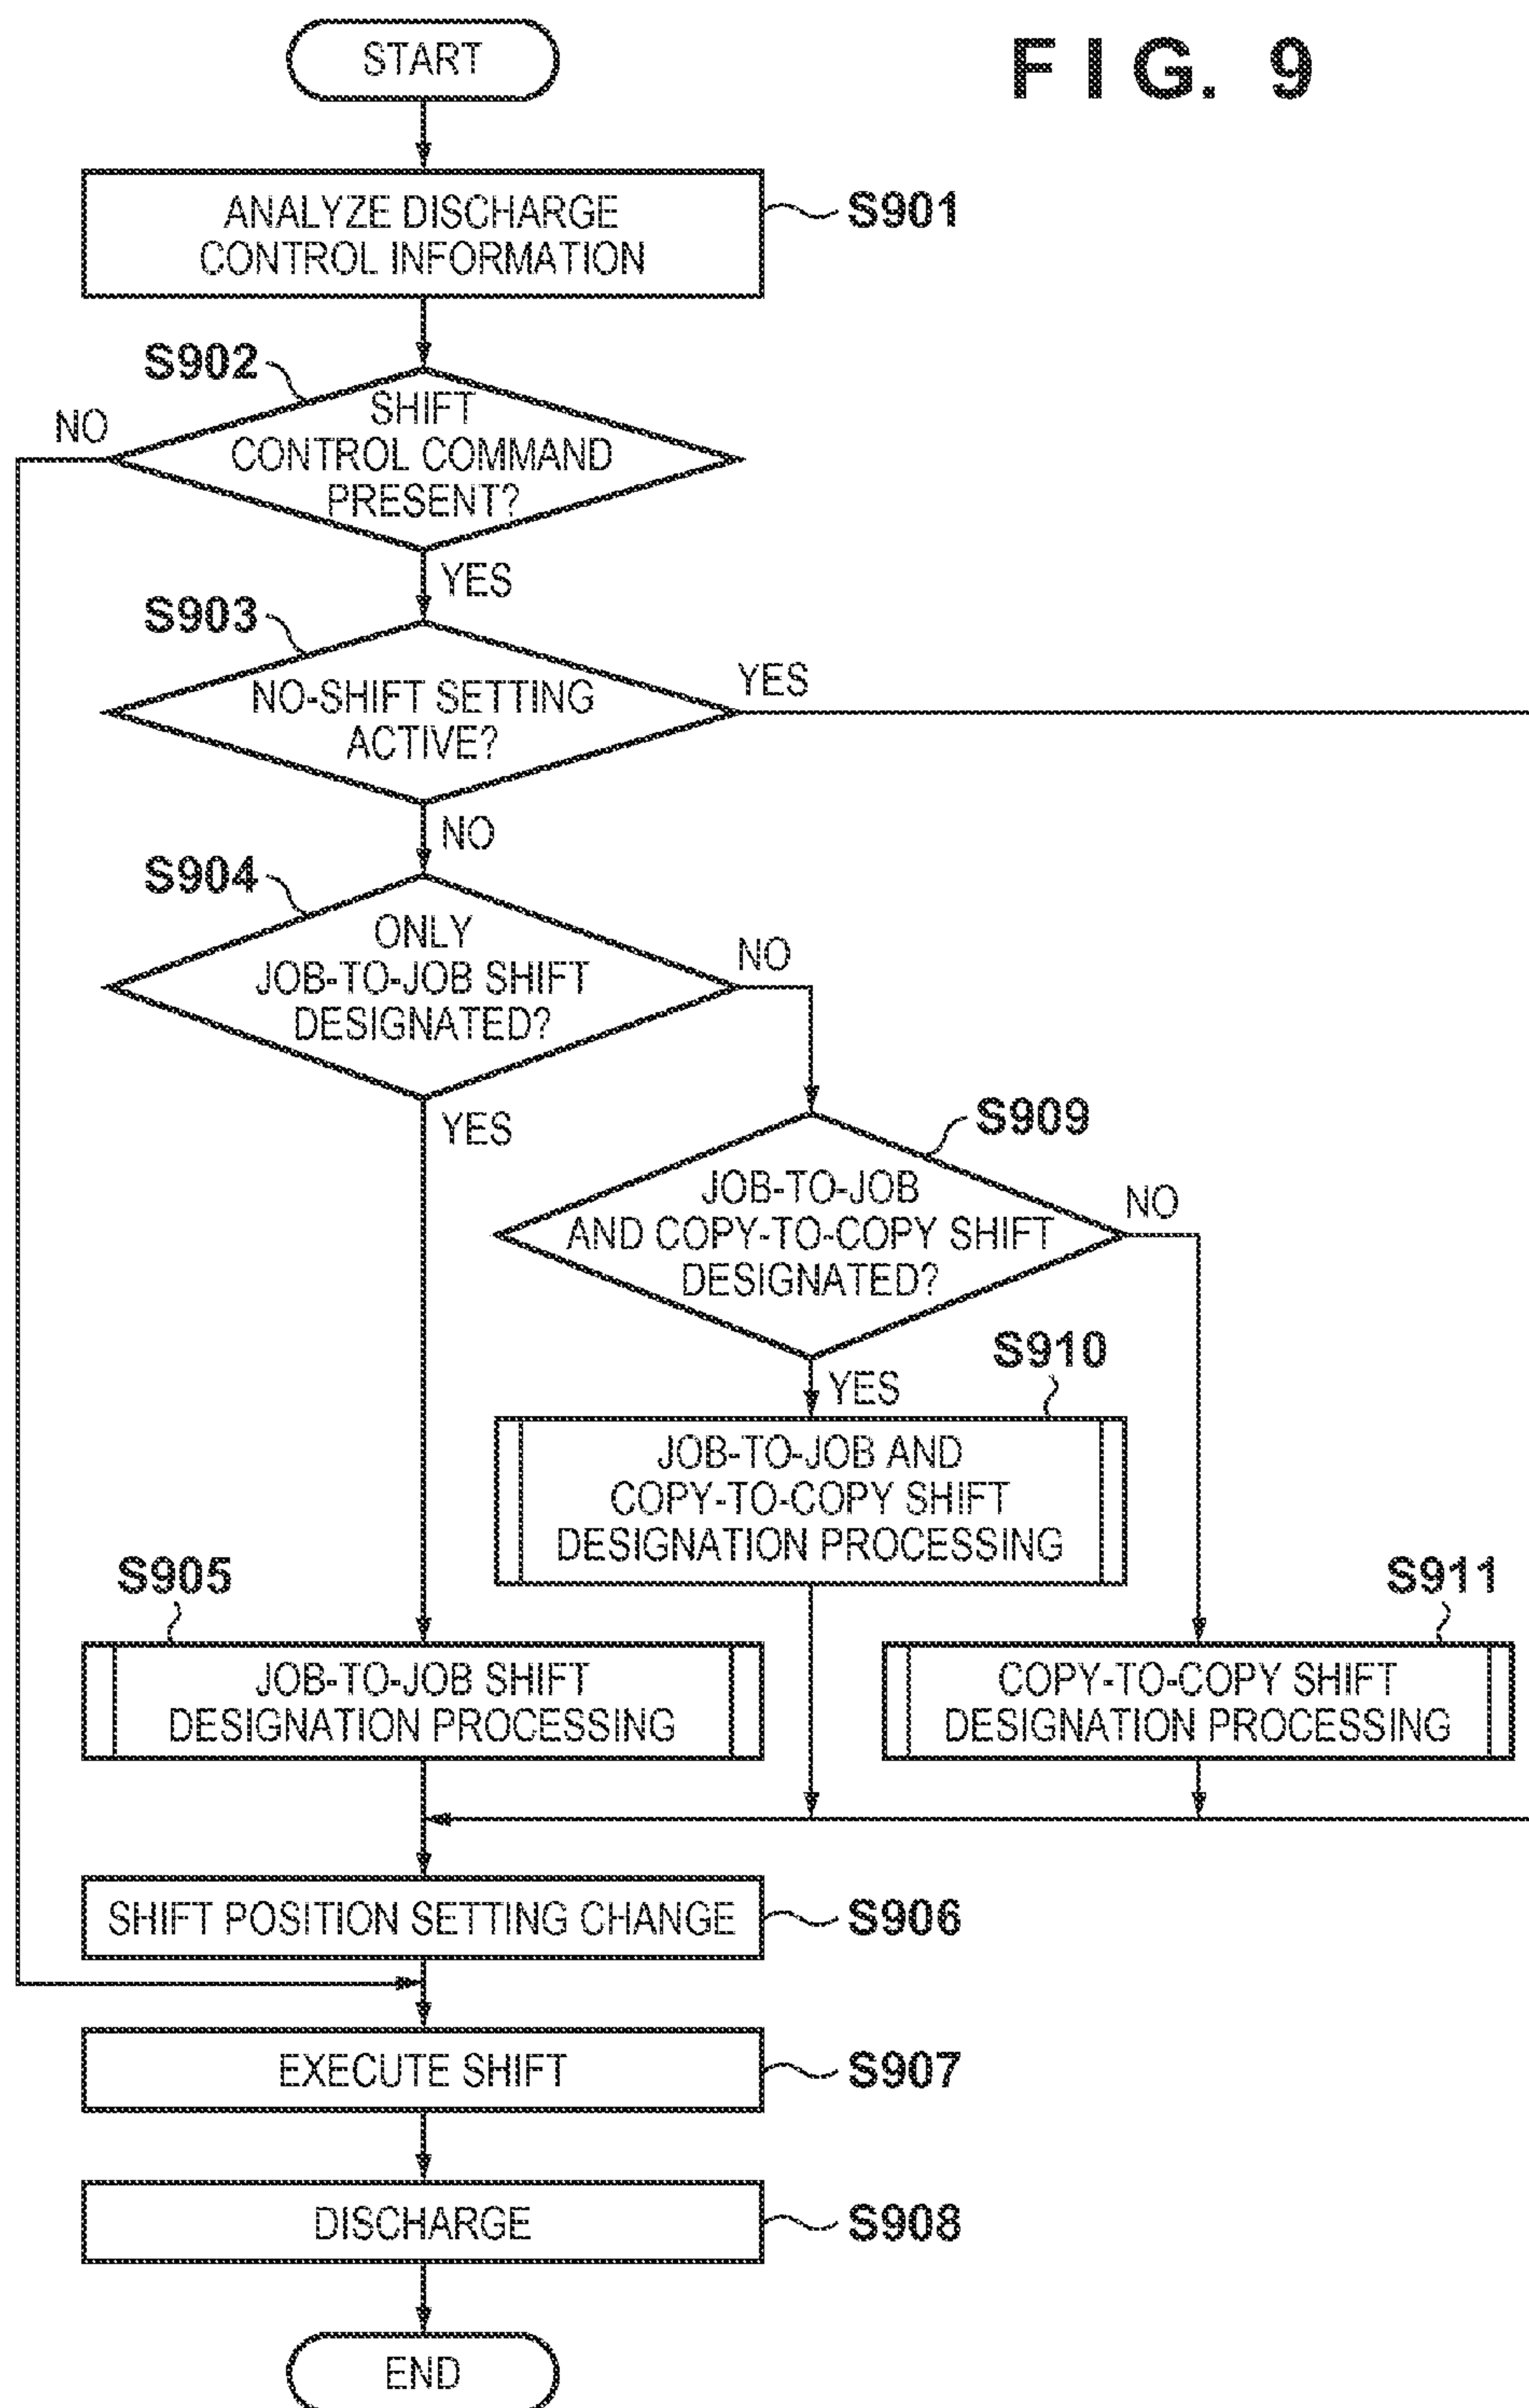 FIG. 9
START
ANALYZE DISCHARGE
CONTROL INFORMATION
S901
S902
SHIFT
CONTROL COMMAND
PRESENT?
NO
YES
S903
NO-SHIFT SETTING
ACTIVE?
YES
NO
S904
ONLY
JOB-TO-JOB SHIFT
DESIGNATED?
NO
YES
S909
JOB-TO-JOB
AND COPY-TO-COPY SHIFT
DESIGNATED?
NO
YES
S910
JOB-TO-JOB AND
COPY-TO-COPY SHIFT
DESIGNATION PROCESSING
S905
JOB-TO-JOB SHIFT
DESIGNATION PROCESSING
S911
COPY-TO-COPY SHIFT
DESIGNATION PROCESSING
SHIFT POSITION SETTING CHANGE
S906
EXECUTE SHIFT
S907
DISCHARGE
S908
END